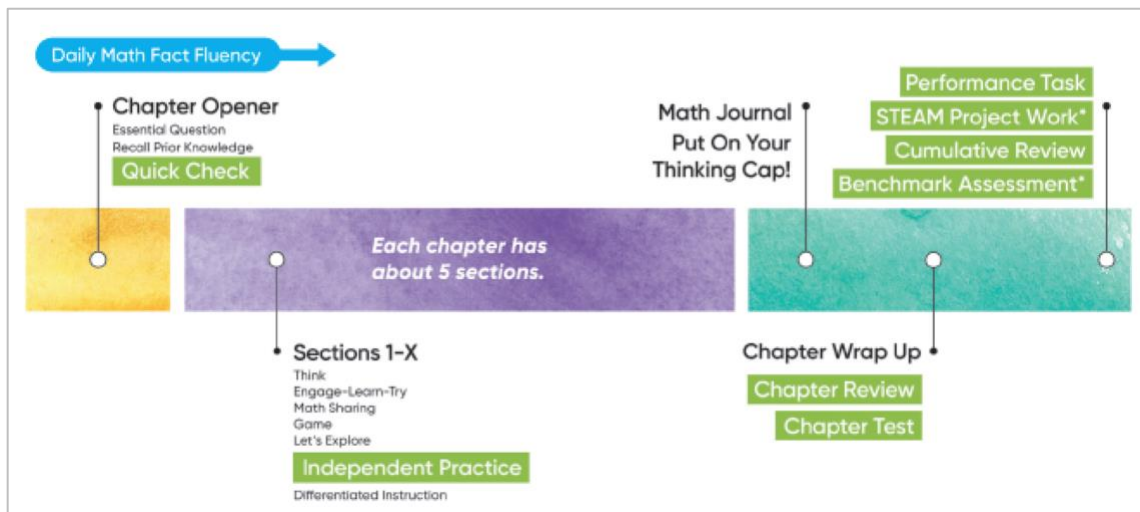 Daily Math Fact Fluency
Chapter Opener
Essential Question
Recall Prior Knowledge
Quick Check
Each chapter has
about 5 sections.
Sections 1-X
Think
Engage-Learn-Try
Math Sharing
Game
Let's Explore
Independent Practice
Differentiated Instruction
Math Journal
Put On Your
Thinking Cap!
Chapter Wrap Up
Chapter Review
Chapter Test
Performance Task
STEAM Project Work*
Cumulative Review
Benchmark Assessment*